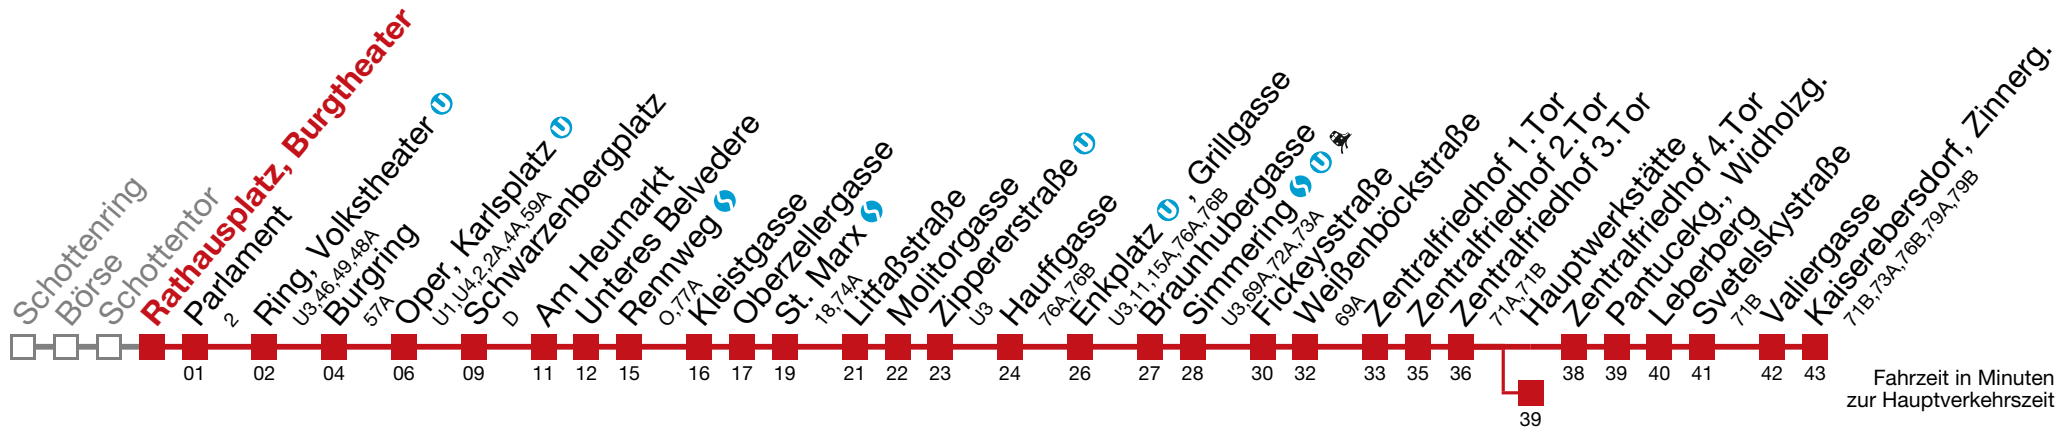 Schottenring
Börse
Schottentor
Rathausplatz, Burgtheater
Parlament
2
Ring, Volkstheater
U3,46,49,48A
Burgring
57A
Oper, Karlsplatz
U1,U4,2,2A,4A,59A
Schwarzenbergplatz
D
Am Heumarkt
Unteres Belvedere
Rennweg
O,77A
Kleistgasse
Oberzellergasse
St. Marx
18,74A
Litfaßstraße
Molitorgasse
Zippererstraße
U3
Hauffgasse
76A,76B
Enkplatz, Grillgasse
U3,11,15A,76A,76B
Braunhubergasse
Simmering
U3,69A,72A,73A
Fickeysstraße
Weißenböckstraße
69A
Zentralfriedhof 1.Tor
Zentralfriedhof 2.Tor
Zentralfriedhof 3.Tor
71A,71B
Hauptwerkstätte
Zentralfriedhof 4.Tor
Pantucekg., Widholzg.
Leberberg
Svetelskystraße
71B
Valiergasse
Kaiserebersdorf, Zinnerg.
71B,73A,76B,79A,79B
01 02 04 06 09 11 12 15 16 17 19 21 22 23 24 26 27 28 30 32 33 35 36 38 39 40 41 42 43
39
Fahrzeit in Minuten
zur Hauptverkehrszeit